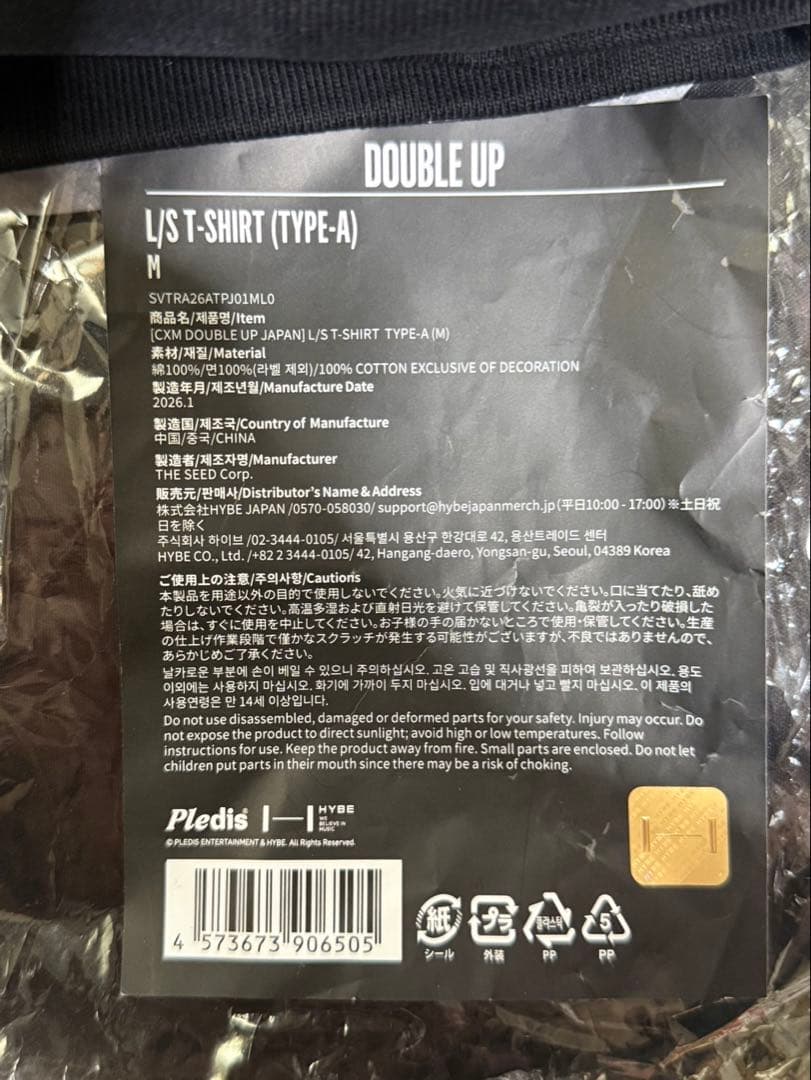 DOUBLE UP
L/S T-SHIRT (TYPE-A)
M
SVTRA26ATPJ01ML0
商品名/제품명/Item
[CXM DOUBLE UP JAPAN] L/S T-SHIRT TYPE-A (M)
素材/재질/Material
綿100%/면100%(라벨 제외)/100% COTTON EXCLUSIVE OF DECORATION
製造年月/제조년월/Manufacture Date
2026.1
製造国/제조국/Country of Manufacture
中国/중국/CHINA
製造者/제조자명/Manufacturer
THE SEED Corp.
販売元/판매사/Distributor's Name & Address
株式会社HYBE JAPAN /0570-058030/ support@hybejapanmerch.jp(平日10:00 - 17:00)※土日祝
日を除く
주식회사 하이브 /02-3444-0105/ 서울특별시 용산구 한강대로 42, 용산트레이드 센터
HYBE CO., Ltd. /+82 2 3444-0105/ 42, Hangang-daero, Yongsan-gu, Seoul, 04389 Korea
ご使用上の注意/주의사항/Cautions
本製品を用途以外の目的で使用しないでください。火気に近づけないでください。口に当てたり、舐め
たりしないでください。高温多湿および直射日光を避けて保管してください。亀裂が入ったり破損した
場合は、すぐに使用を中止してください。お子様の手の届かないところで使用・保管してください。生産
の仕上げ作業段階で僅かなスクラッチが発生する可能性がございますが、不良ではありませんので、
あらかじめご了承ください。
날카로운 부분에 손이 베일 수 있으니 주의하십시오. 고온 고습 및 직사광선을 피하여 보관하십시오. 용도
이외에는 사용하지 마십시오. 화기에 가까이 두지 마십시오. 입에 대거나 넣고 빨지 마십시오. 이 제품의
사용연령은 만 14세 이상입니다.
Do not use disassembled, damaged or deformed parts for your safety. Injury may occur. Do
not expose the product to direct sunlight; avoid high or low temperatures. Follow
instructions for use. Keep the product away from fire. Small parts are enclosed. Do not let
children put parts in their mouth since there may be a risk of choking.
Pledis HYBE
WE
BELIEVE IN
MUSIC
© PLEDIS ENTERTAINMENT & HYBE. All Rights Reserved.
4 573673 906505
紙 プラ 플라스틱 5
シール 外装 PP PP